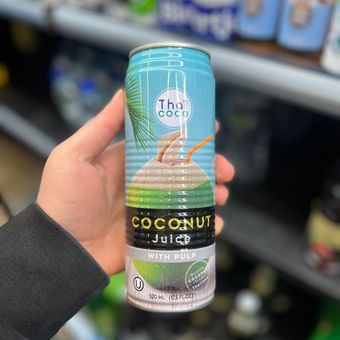 Tha
coco
COCONUT
Juice
WITH PULP
U
520 mL (17.5 FL.OZ)